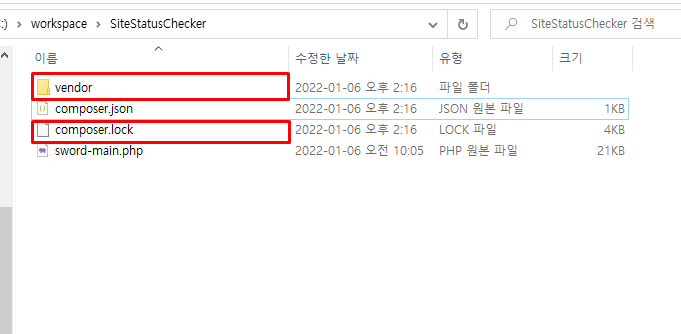 :) › workspace › SiteStatusChecker
SiteStatusChecker 검색
이름 수정한 날짜 유형 크기
vendor 2022-01-06 오후 2:16 파일 폴더
composer.json 2022-01-06 오후 2:16 JSON 원본 파일 1KB
composer.lock 2022-01-06 오후 2:16 LOCK 파일 4KB
sword-main.php 2022-01-06 오전 10:05 PHP 원본 파일 21KB